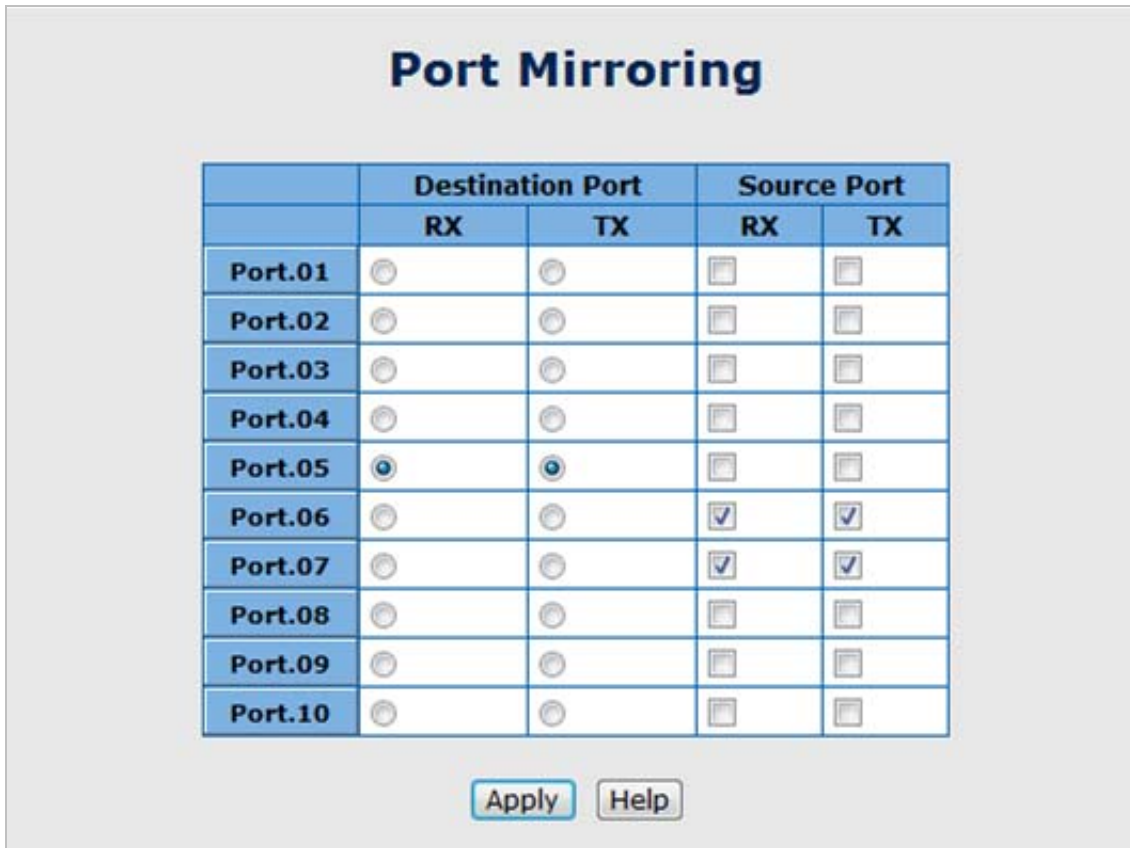 Port Mirroring
Destination Port Source Port
RX TX RX TX
Port.01
Port.02
Port.03
Port.04
Port.05
Port.06
Port.07
Port.08
Port.09
Port.10
Apply Help